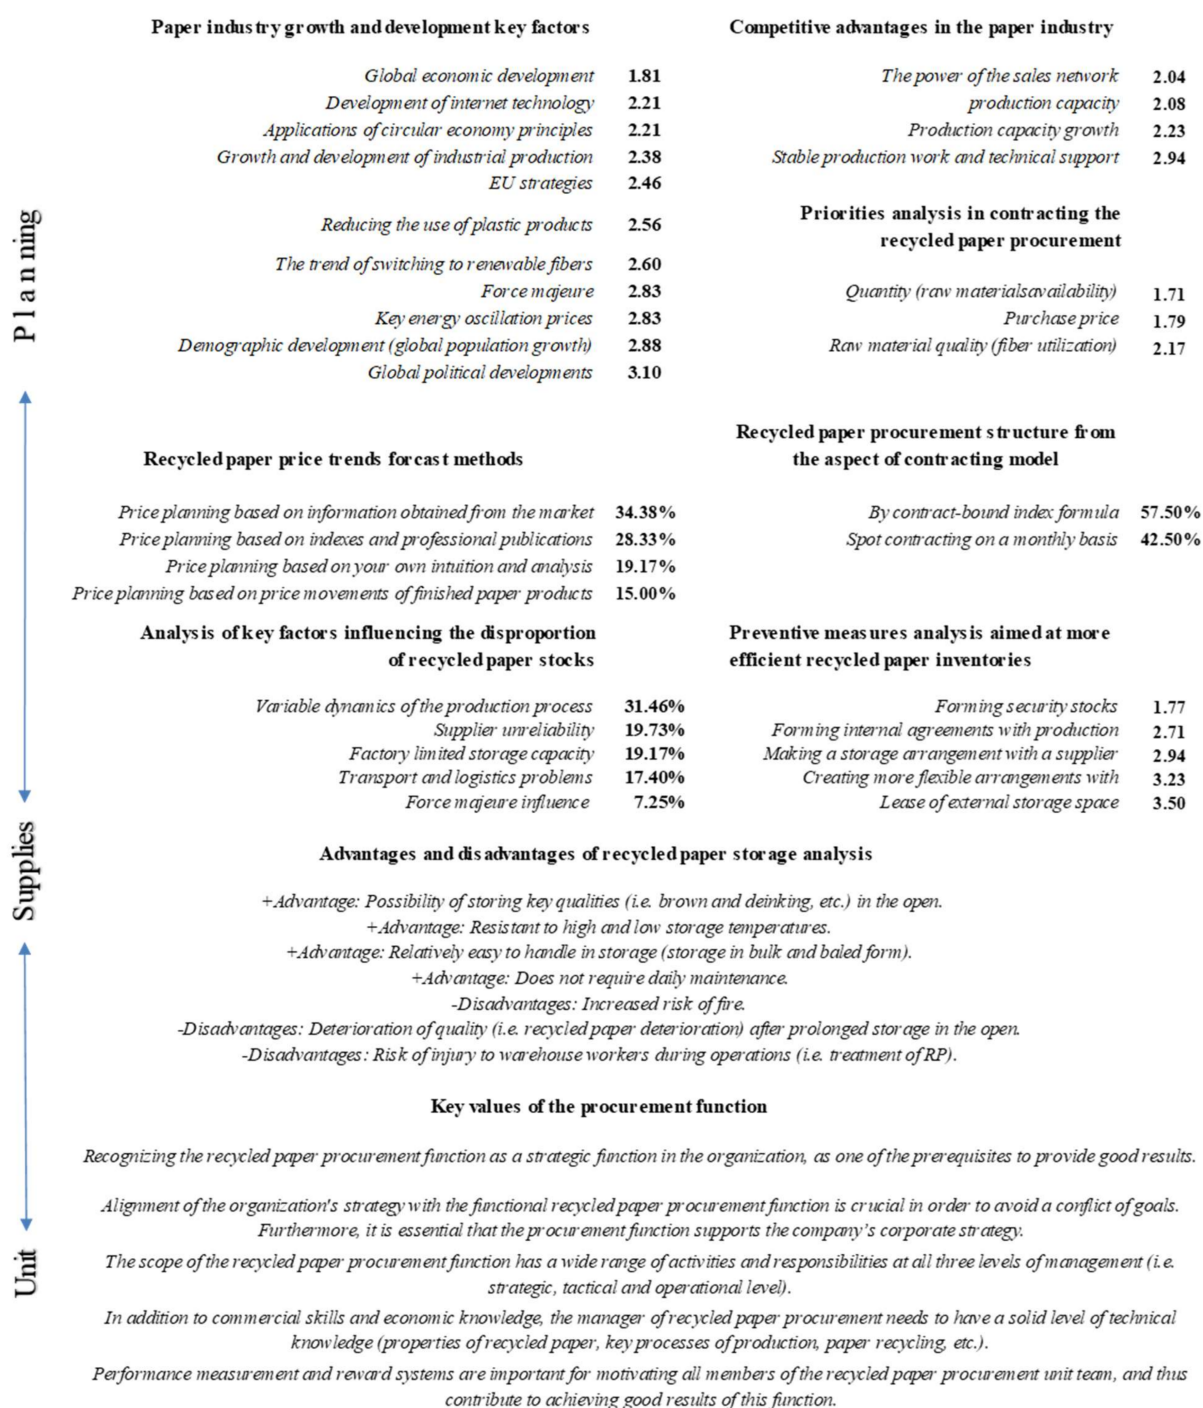 Paper industry growth and development key factors
Global economic development 1.81
Development of internet technology 2.21
Applications of circular economy principles 2.21
Growth and development of industrial production 2.38
EU strategies 2.46
Reducing the use of plastic products 2.56
The trend of switching to renewable fibers 2.60
Force majeure 2.83
Key energy oscillation prices 2.83
Demographic development (global population growth) 2.88
Global political developments 3.10
Competitive advantages in the paper industry
The power of the sales network 2.04
production capacity 2.08
Production capacity growth 2.23
Stable production work and technical support 2.94
Priorities analysis in contracting the
recycled paper procurement
Quantity (raw materialsavailability) 1.71
Purchase price 1.79
Raw material quality (fiber utilization) 2.17
Planning
Recycled paper price trends forcast methods
Price planning based on information obtained from the market 34.38%
Price planning based on indexes and professional publications 28.33%
Price planning based on your own intuition and analysis 19.17%
Price planning based on price movements of finished paper products 15.00%
Recycled paper procurement structure from
the aspect of contracting model
By contract-bound index formula 57.50%
Spot contracting on a monthly basis 42.50%
Analysis of key factors influencing the disproportion
of recycled paper stocks
Variable dynamics of the production process 31.46%
Supplier unreliability 19.73%
Factory limited storage capacity 19.17%
Transport and logistics problems 17.40%
Force majeure influence 7.25%
Preventive measures analysis aimed at more
efficient recycled paper inventories
Forming security stocks 1.77
Forming internal agreements with production 2.71
Making a storage arrangement with a supplier 2.94
Creating more flexible arrangements with 3.23
Lease of external storage space 3.50
Supplies
Advantages and disadvantages of recycled paper storage analysis
+Advantage: Possibility of storing key qualities (i.e. brown and deinking, etc.) in the open.
+Advantage: Resistant to high and low storage temperatures.
+Advantage: Relatively easy to handle in storage (storage in bulk and baled form).
+Advantage: Does not require daily maintenance.
-Disadvantages: Increased risk of fire.
-Disadvantages: Deterioration of quality (i.e. recycled paper deterioration) after prolonged storage in the open.
-Disadvantages: Risk of injury to warehouse workers during operations (i.e. treatment of RP).
Key values of the procurement function
Recognizing the recycled paper procurement function as a strategic function in the organization, as one of the prerequisites to provide good results.
Alignment of the organization's strategy with the functional recycled paper procurement function is crucial in order to avoid a conflict of goals.
Furthermore, it is essential that the procurement function supports the company's corporate strategy.
The scope of the recycled paper procurement function has a wide range of activities and responsibilities at all three levels of management (i.e.
strategic, tactical and operational level).
In addition to commercial skills and economic knowledge, the manager of recycled paper procurement needs to have a solid level of technical
knowledge (properties of recycled paper, key processes of production, paper recycling, etc.).
Performance measurement and reward systems are important for motivating all members of the recycled paper procurement unit team, and thus
contribute to achieving good results of this function.
Unit